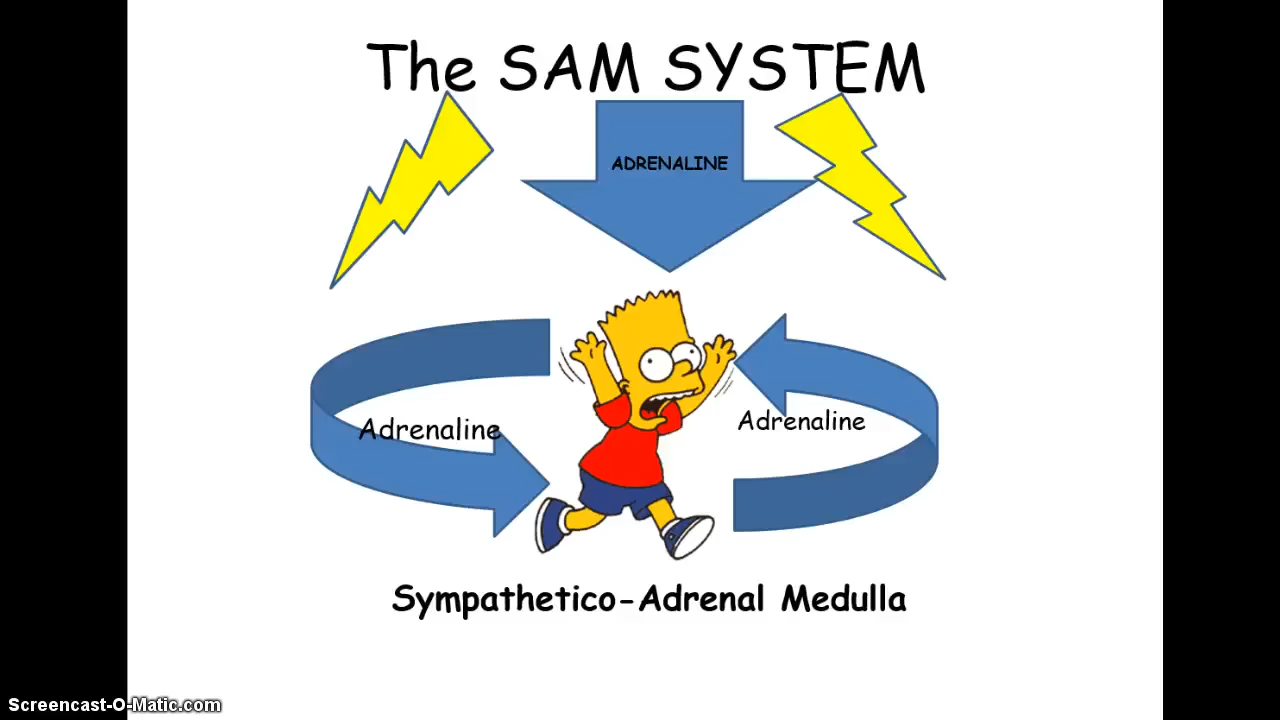 The SAM SYSTEM
ADRENALINE
Adrenaline
Adrenaline
Sympathetico-Adrenal Medulla
Screencast-O-Matic.com